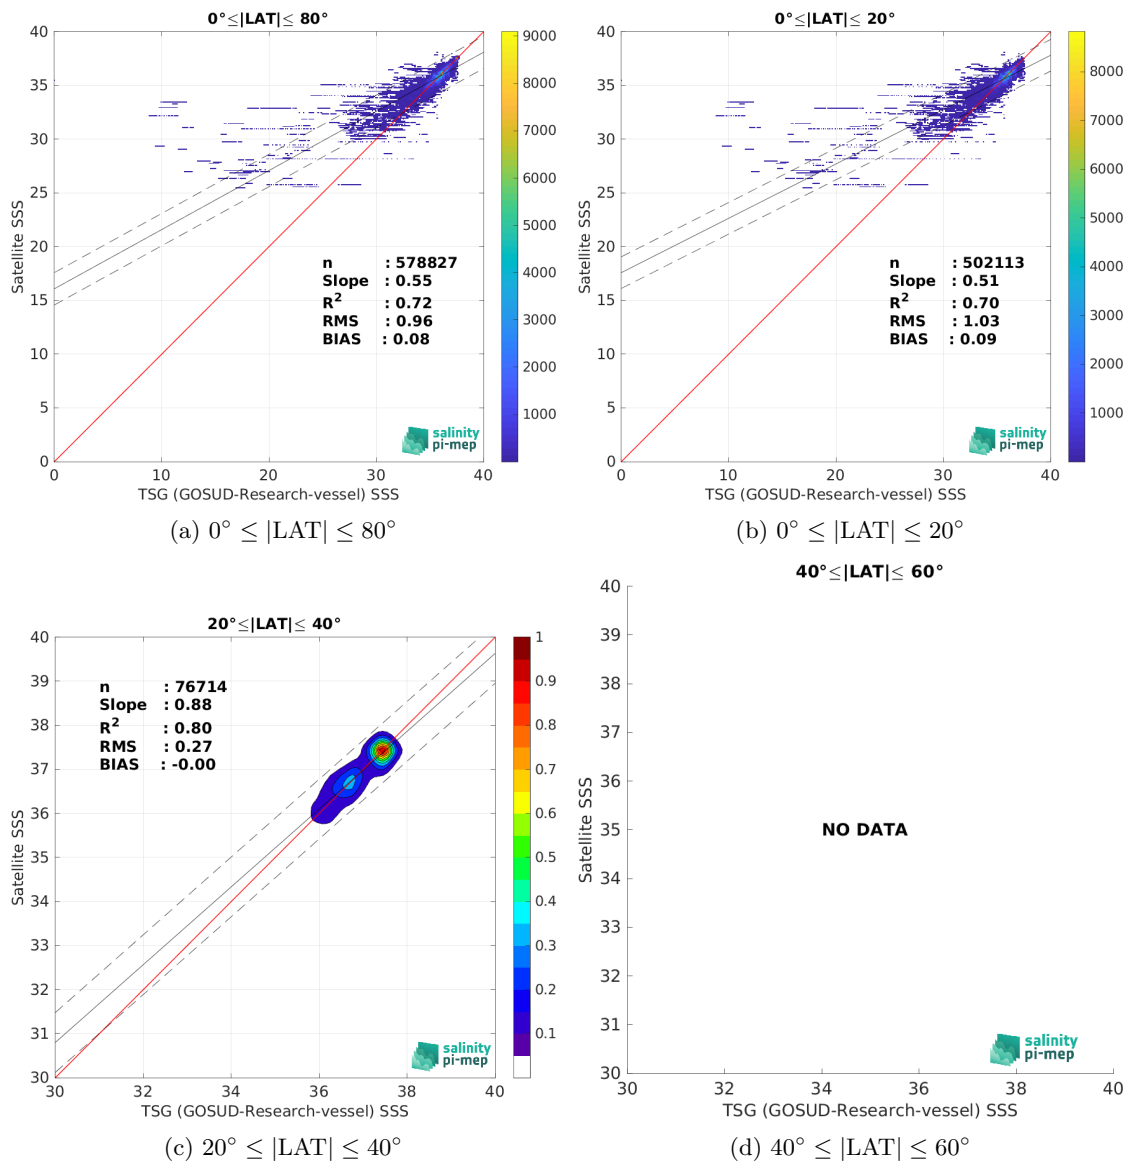 0°≤|LAT|≤ 80°
40
35
30
25
20
15
10
5
0
Satellite SSS
n : 578827
Slope : 0.55
R² : 0.72
RMS : 0.96
BIAS : 0.08
salinity
pi-mep
0 10 20 30 40
TSG (GOSUD-Research-vessel) SSS
9000
8000
7000
6000
5000
4000
3000
2000
1000
(a) 0° ≤ |LAT| ≤ 80°
0°≤|LAT|≤ 20°
40
35
30
25
20
15
10
5
0
Satellite SSS
n : 502113
Slope : 0.51
R² : 0.70
RMS : 1.03
BIAS : 0.09
salinity
pi-mep
0 10 20 30 40
TSG (GOSUD-Research-vessel) SSS
8000
7000
6000
5000
4000
3000
2000
1000
(b) 0° ≤ |LAT| ≤ 20°
20°≤|LAT|≤ 40°
40
39
38
37
36
35
34
33
32
31
30
Satellite SSS
n : 76714
Slope : 0.88
R² : 0.80
RMS : 0.27
BIAS : -0.00
salinity
pi-mep
30 32 34 36 38 40
TSG (GOSUD-Research-vessel) SSS
1
0.9
0.8
0.7
0.6
0.5
0.4
0.3
0.2
0.1
(c) 20° ≤ |LAT| ≤ 40°
40°≤|LAT|≤ 60°
40
39
38
37
36
35
34
33
32
31
30
Satellite SSS
NO DATA
salinity
pi-mep
30 32 34 36 38 40
TSG (GOSUD-Research-vessel) SSS
(d) 40° ≤ |LAT| ≤ 60°